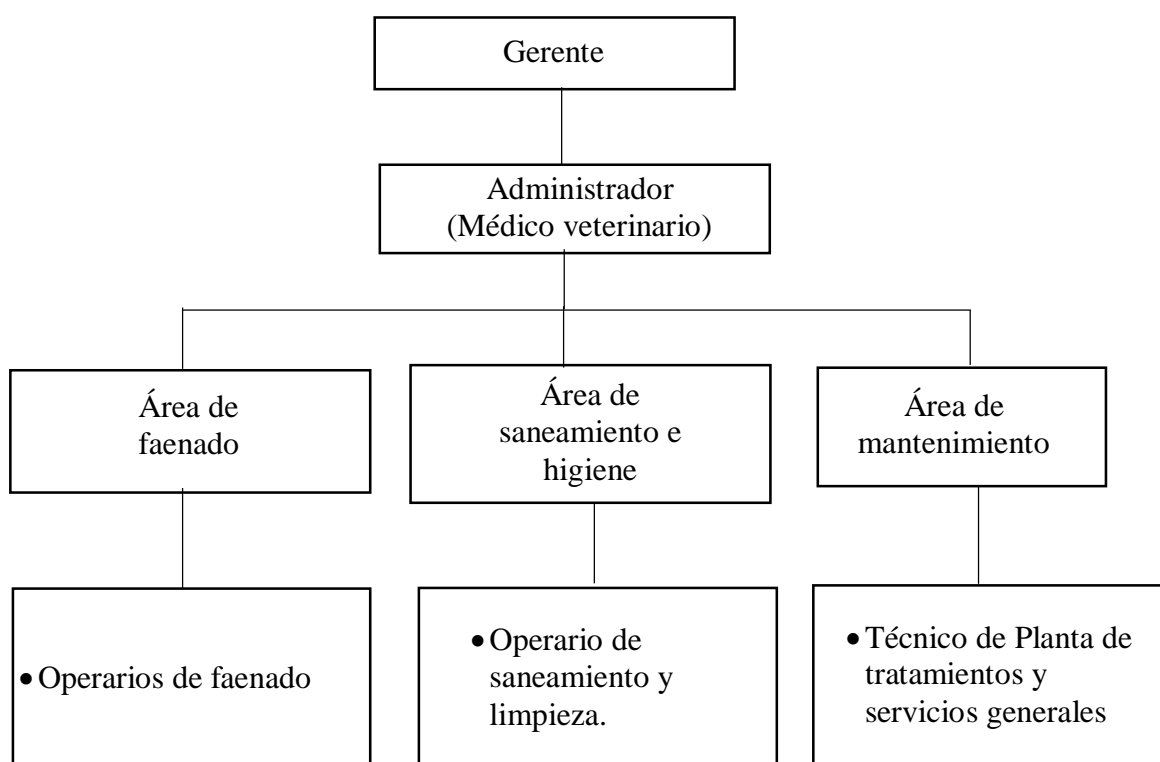 Gerente
Administrador
(Médico veterinario)
Área de
faenado
Área de
saneamiento e
higiene
Área de
mantenimiento
• Operarios de faenado
• Operario de
saneamiento y
limpieza.
• Técnico de Planta de
tratamientos y
servicios generales